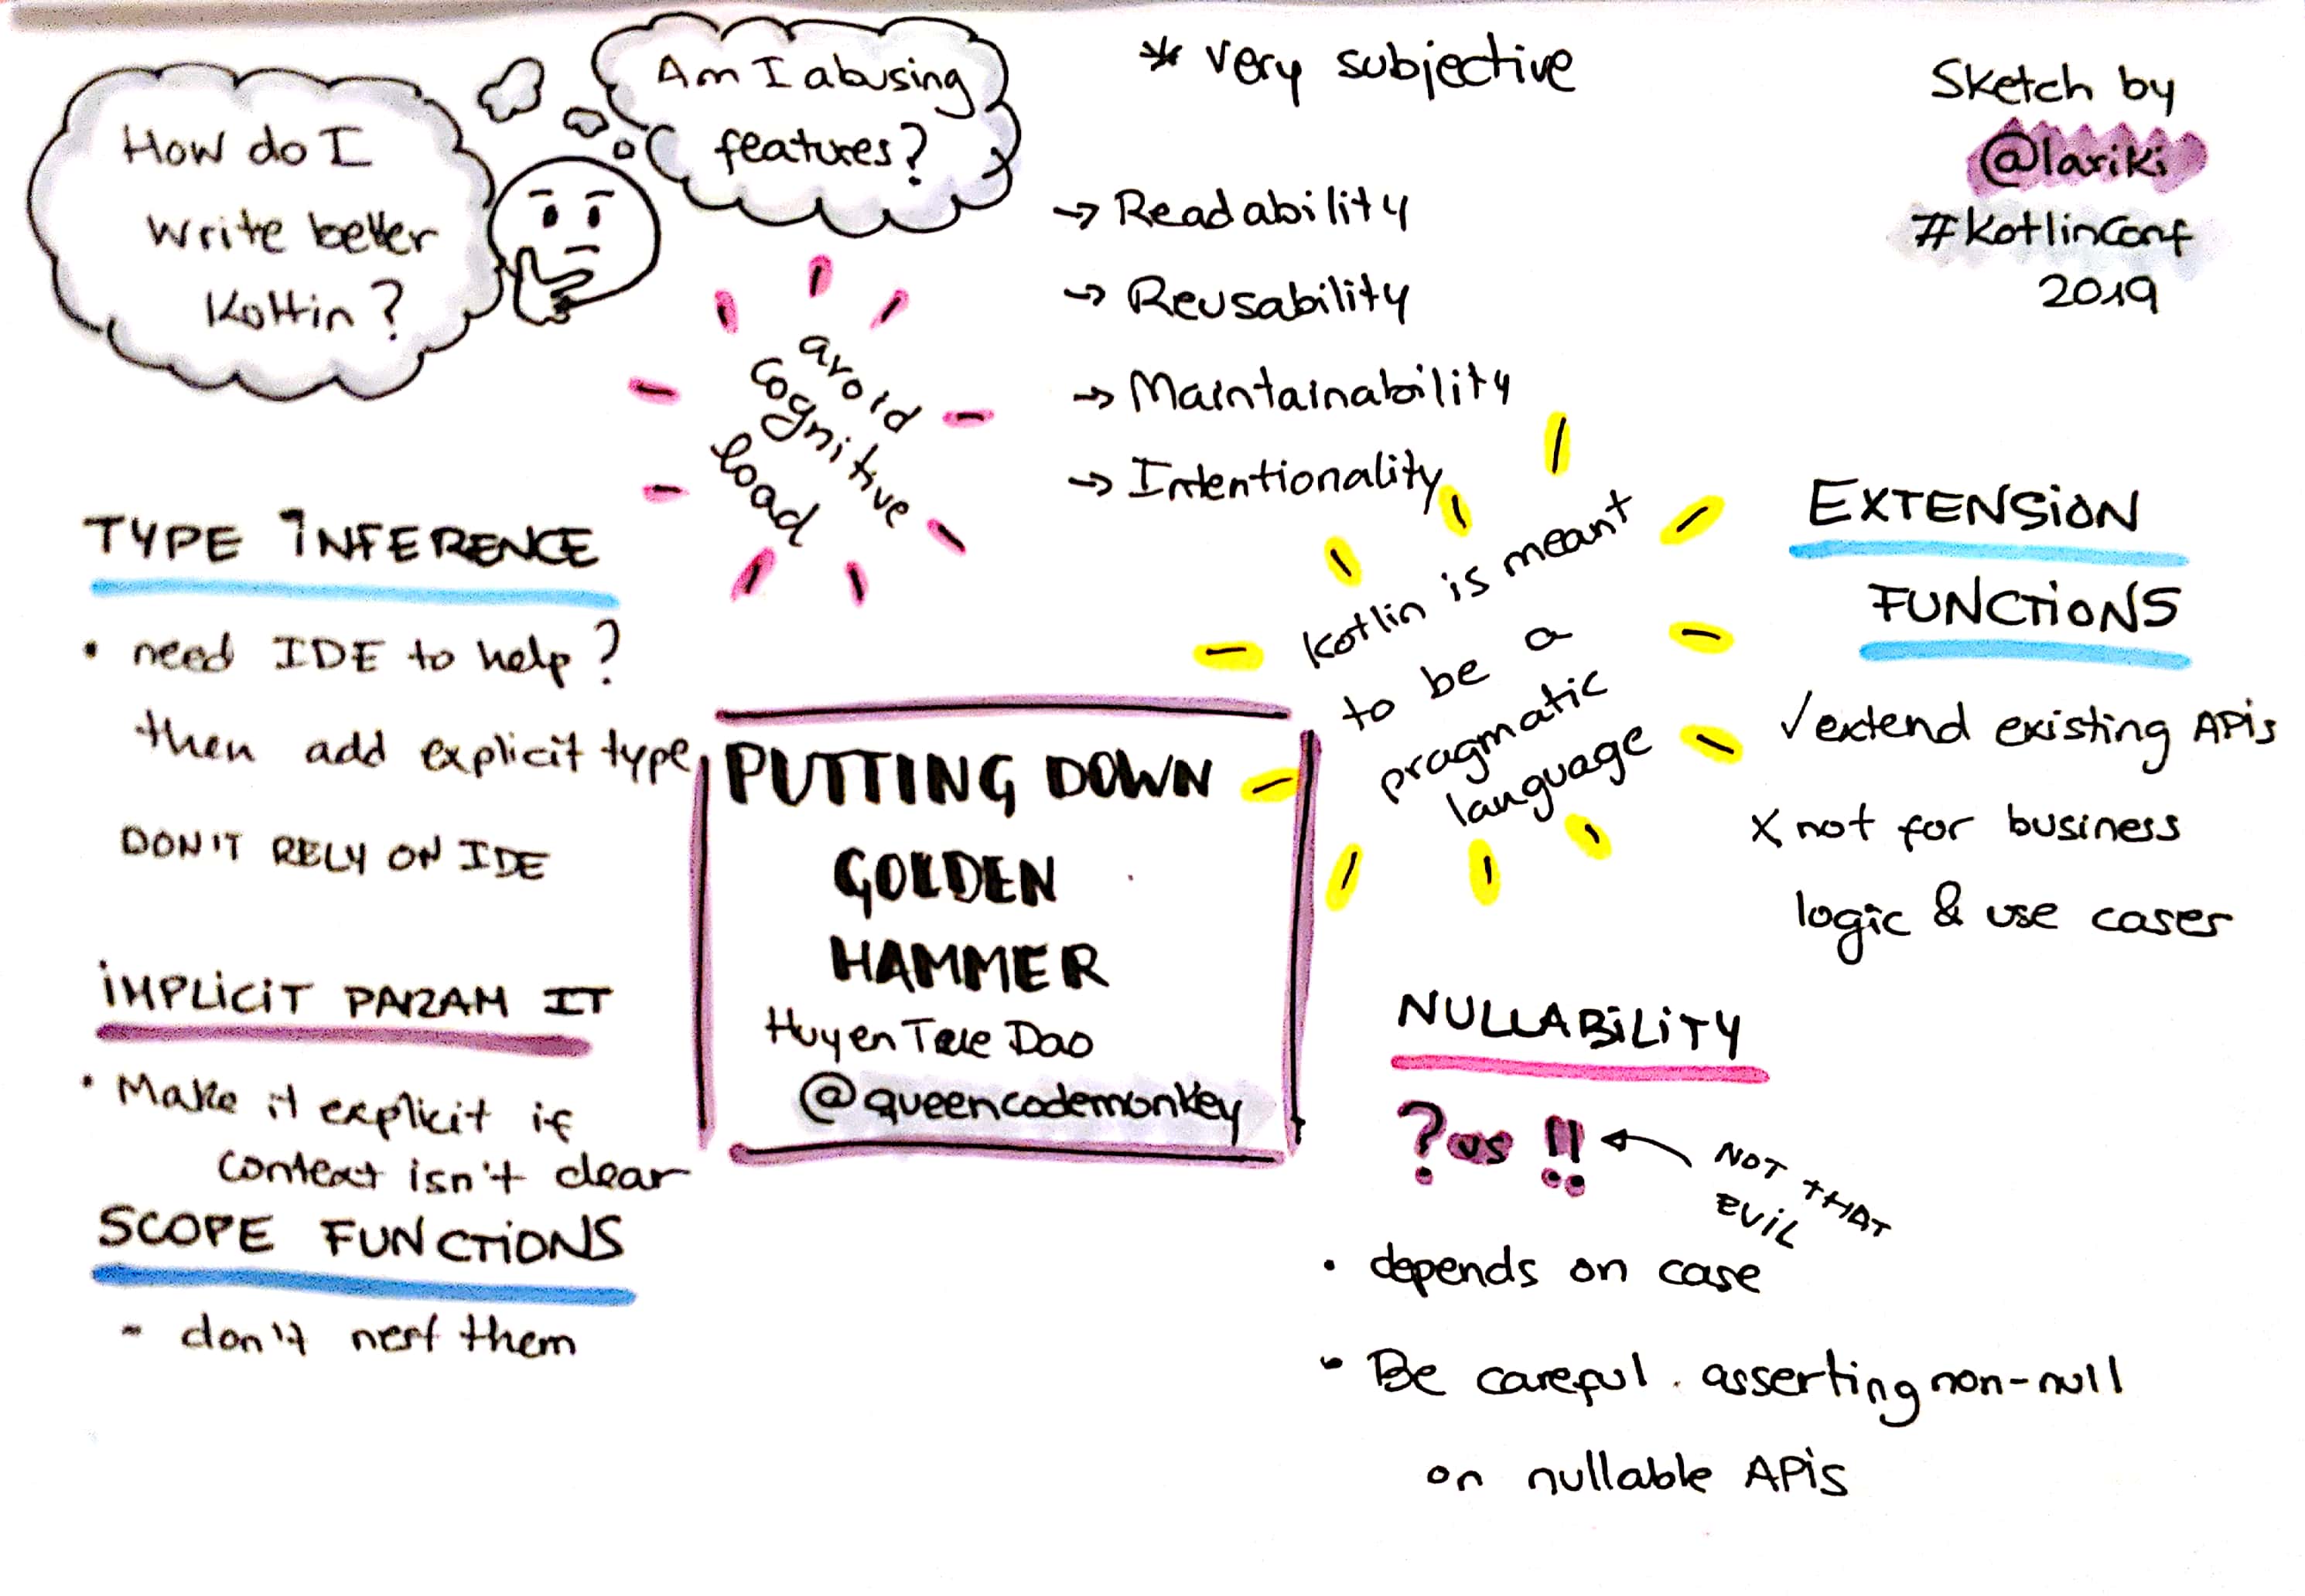 How do I
write better
Kotlin?
Am I abusing
features?
* very subjective
→ Readability
→ Reusability
→ Maintainability
→ Intentionality
Sketch by
@lariki
#KotlinConf
2019
avoid
cognitive
load
Kotlin is meant
to be a
pragmatic
language
TYPE INFERENCE
• need IDE to help?
then add explicit type
DON'T RELY ON IDE
IMPLICIT PARAM IT
• Make it explicit if
context isn't clear
SCOPE FUNCTIONS
- don't nest them
PUTTING DOWN
GOLDEN
HAMMER
Huyen Tue Dao
@queencodemonkey
EXTENSION
FUNCTIONS
✓ extend existing APIs
x not for business
logic & use cases
NULLABILITY
? vs !!
← NOT THAT
EVIL
• depends on case
• Be careful asserting non-null
on nullable APIs